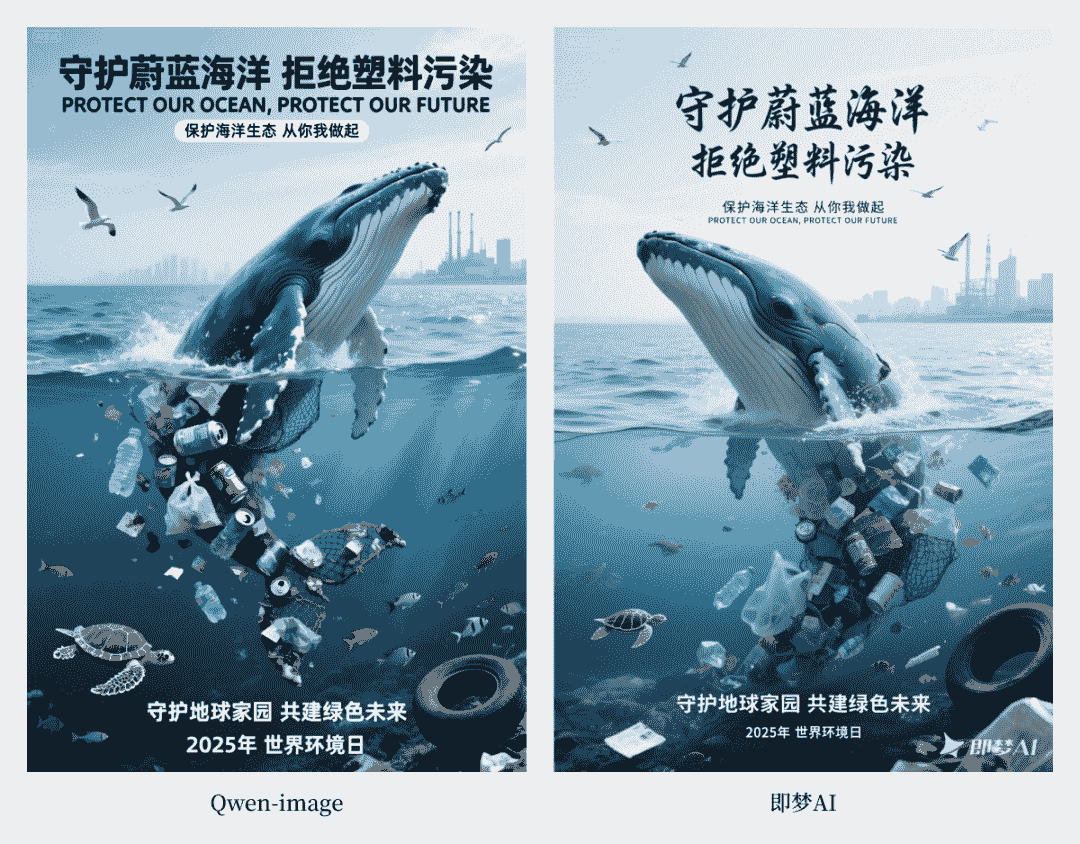 守护蔚蓝海洋 拒绝塑料污染
PROTECT OUR OCEAN, PROTECT OUR FUTURE
保护海洋生态 从你我做起
守护地球家园 共建绿色未来
2025年 世界环境日
Qwen-image
守护蔚蓝海洋
拒绝塑料污染
保护海洋生态 从你我做起
PROTECT OUR OCEAN, PROTECT OUR FUTURE
守护地球家园 共建绿色未来
2025年 世界环境日
即梦AI
即梦AI